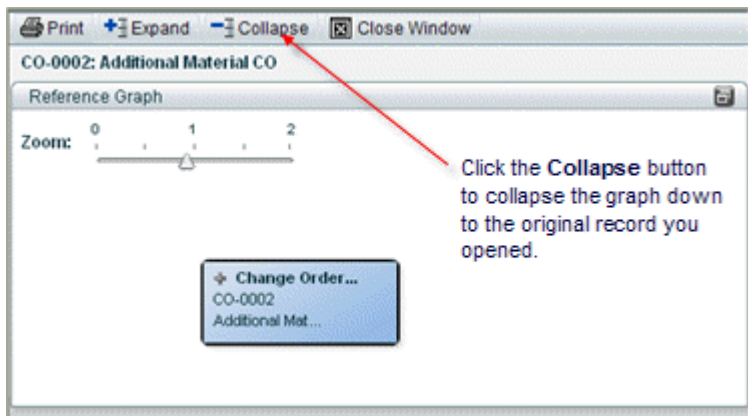 Print Expand Collapse Close Window
CO-0002: Additional Material CO
Reference Graph
Zoom: 0 1 2
Click the Collapse button
to collapse the graph down
to the original record you
opened.
Change Order...
CO-0002
Additional Mat...